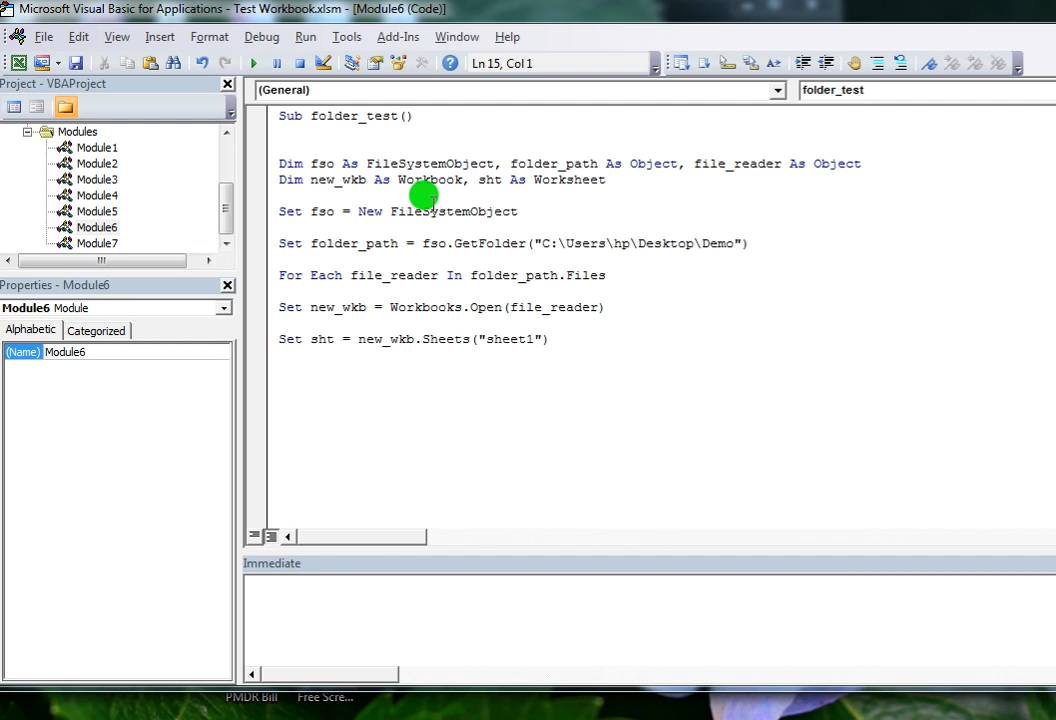 Microsoft Visual Basic for Applications - Test Workbook.xlsm - [Module6 (Code)]
File Edit View Insert Format Debug Run Tools Add-Ins Window Help
Ln 15, Col 1
Project - VBAProject
(General)
folder_test
Modules
Module1
Module2
Module3
Module4
Module5
Module6
Module7
Properties - Module6
Module6 Module
Alphabetic Categorized
(Name) Module6
Sub folder_test()
Dim fso As FileSystemObject, folder_path As Object, file_reader As Object
Dim new_wkb As Workbook, sht As Worksheet
Set fso = New FileSystemObject
Set folder_path = fso.GetFolder("C:\Users\hp\Desktop\Demo")
For Each file_reader In folder_path.Files
Set new_wkb = Workbooks.Open(file_reader)
Set sht = new_wkb.Sheets("sheet1")
Immediate
PMDR Bill Free Scre...